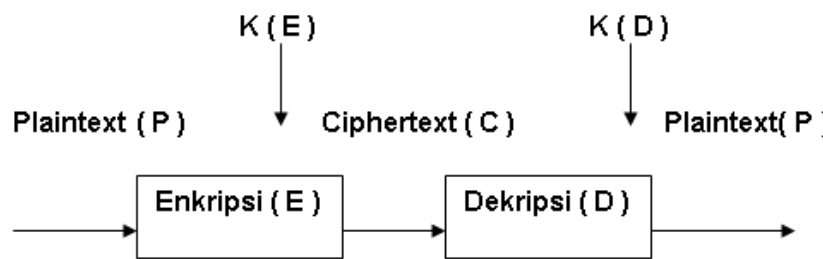 K ( E ) K ( D )
Plaintext ( P ) Ciphertext ( C ) Plaintext( P )
Enkripsi ( E ) Dekripsi ( D )